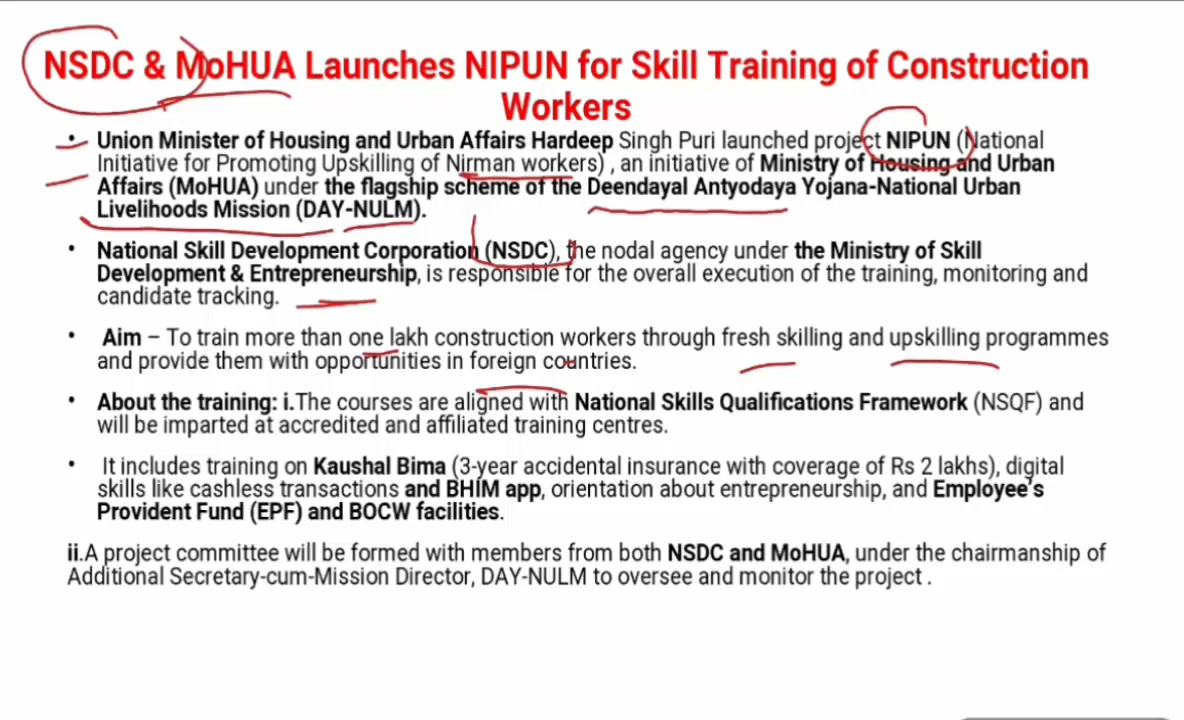 NSDC & MoHUA Launches NIPUN for Skill Training of Construction
Workers
• Union Minister of Housing and Urban Affairs Hardeep Singh Puri launched project NIPUN (National
Initiative for Promoting Upskilling of Nirman workers) , an initiative of Ministry of Housing and Urban
Affairs (MoHUA) under the flagship scheme of the Deendayal Antyodaya Yojana-National Urban
Livelihoods Mission (DAY-NULM).
• National Skill Development Corporation (NSDC), the nodal agency under the Ministry of Skill
Development & Entrepreneurship, is responsible for the overall execution of the training, monitoring and
candidate tracking.
• Aim – To train more than one lakh construction workers through fresh skilling and upskilling programmes
and provide them with opportunities in foreign countries.
• About the training: i.The courses are aligned with National Skills Qualifications Framework (NSQF) and
will be imparted at accredited and affiliated training centres.
• It includes training on Kaushal Bima (3-year accidental insurance with coverage of Rs 2 lakhs), digital
skills like cashless transactions and BHIM app, orientation about entrepreneurship, and Employee's
Provident Fund (EPF) and BOCW facilities.
ii.A project committee will be formed with members from both NSDC and MoHUA, under the chairmanship of
Additional Secretary-cum-Mission Director, DAY-NULM to oversee and monitor the project .